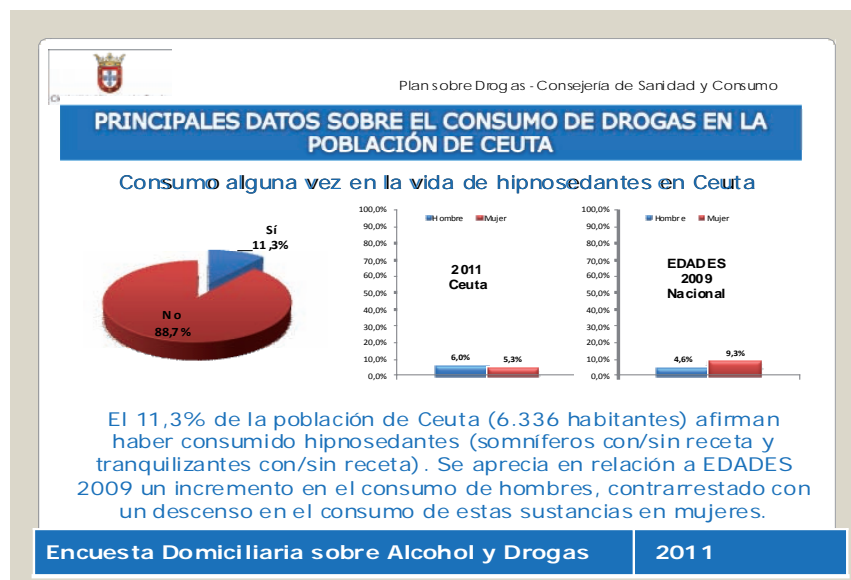 Plan sobre Drogas - Consejería de Sanidad y Consumo
PRINCIPALES DATOS SOBRE EL CONSUMO DE DROGAS EN LA
POBLACIÓN DE CEUTA
Consumo alguna vez en la vida de hipnosedantes en Ceuta
Sí
11,3%
No
88,7%
100,0%
90,0%
80,0%
70,0%
60,0%
50,0%
40,0%
30,0%
20,0%
10,0%
0,0%
Hombre Mujer
2011
Ceuta
6,0%
5,3%
100,0%
90,0%
80,0%
70,0%
60,0%
50,0%
40,0%
30,0%
20,0%
10,0%
0,0%
Hombre Mujer
EDADES
2009
Nacional
4,6%
9,3%
El 11,3% de la población de Ceuta (6.336 habitantes) afirman
haber consumido hipnosedantes (somníferos con/sin receta y
tranquilizantes con/sin receta). Se aprecia en relación a EDADES
2009 un incremento en el consumo de hombres, contrarrestado con
un descenso en el consumo de estas sustancias en mujeres.
Encuesta Domiciliaria sobre Alcohol y Drogas 2011